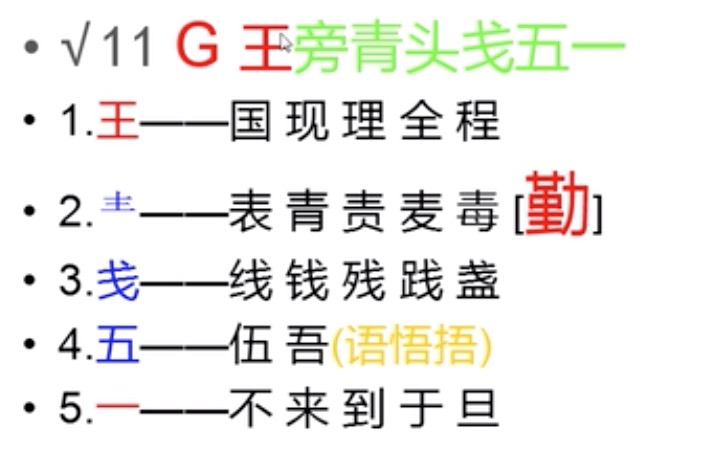 • √ 11 G 王旁青头戋五一
• 1.王——国 现 理 全 程
• 2.龶——表 青 责 麦 毒 [勤]
• 3.戋——线 钱 残 践 盏
• 4.五——伍 吾(语悟捂)
• 5.一——不 来 到 于 旦